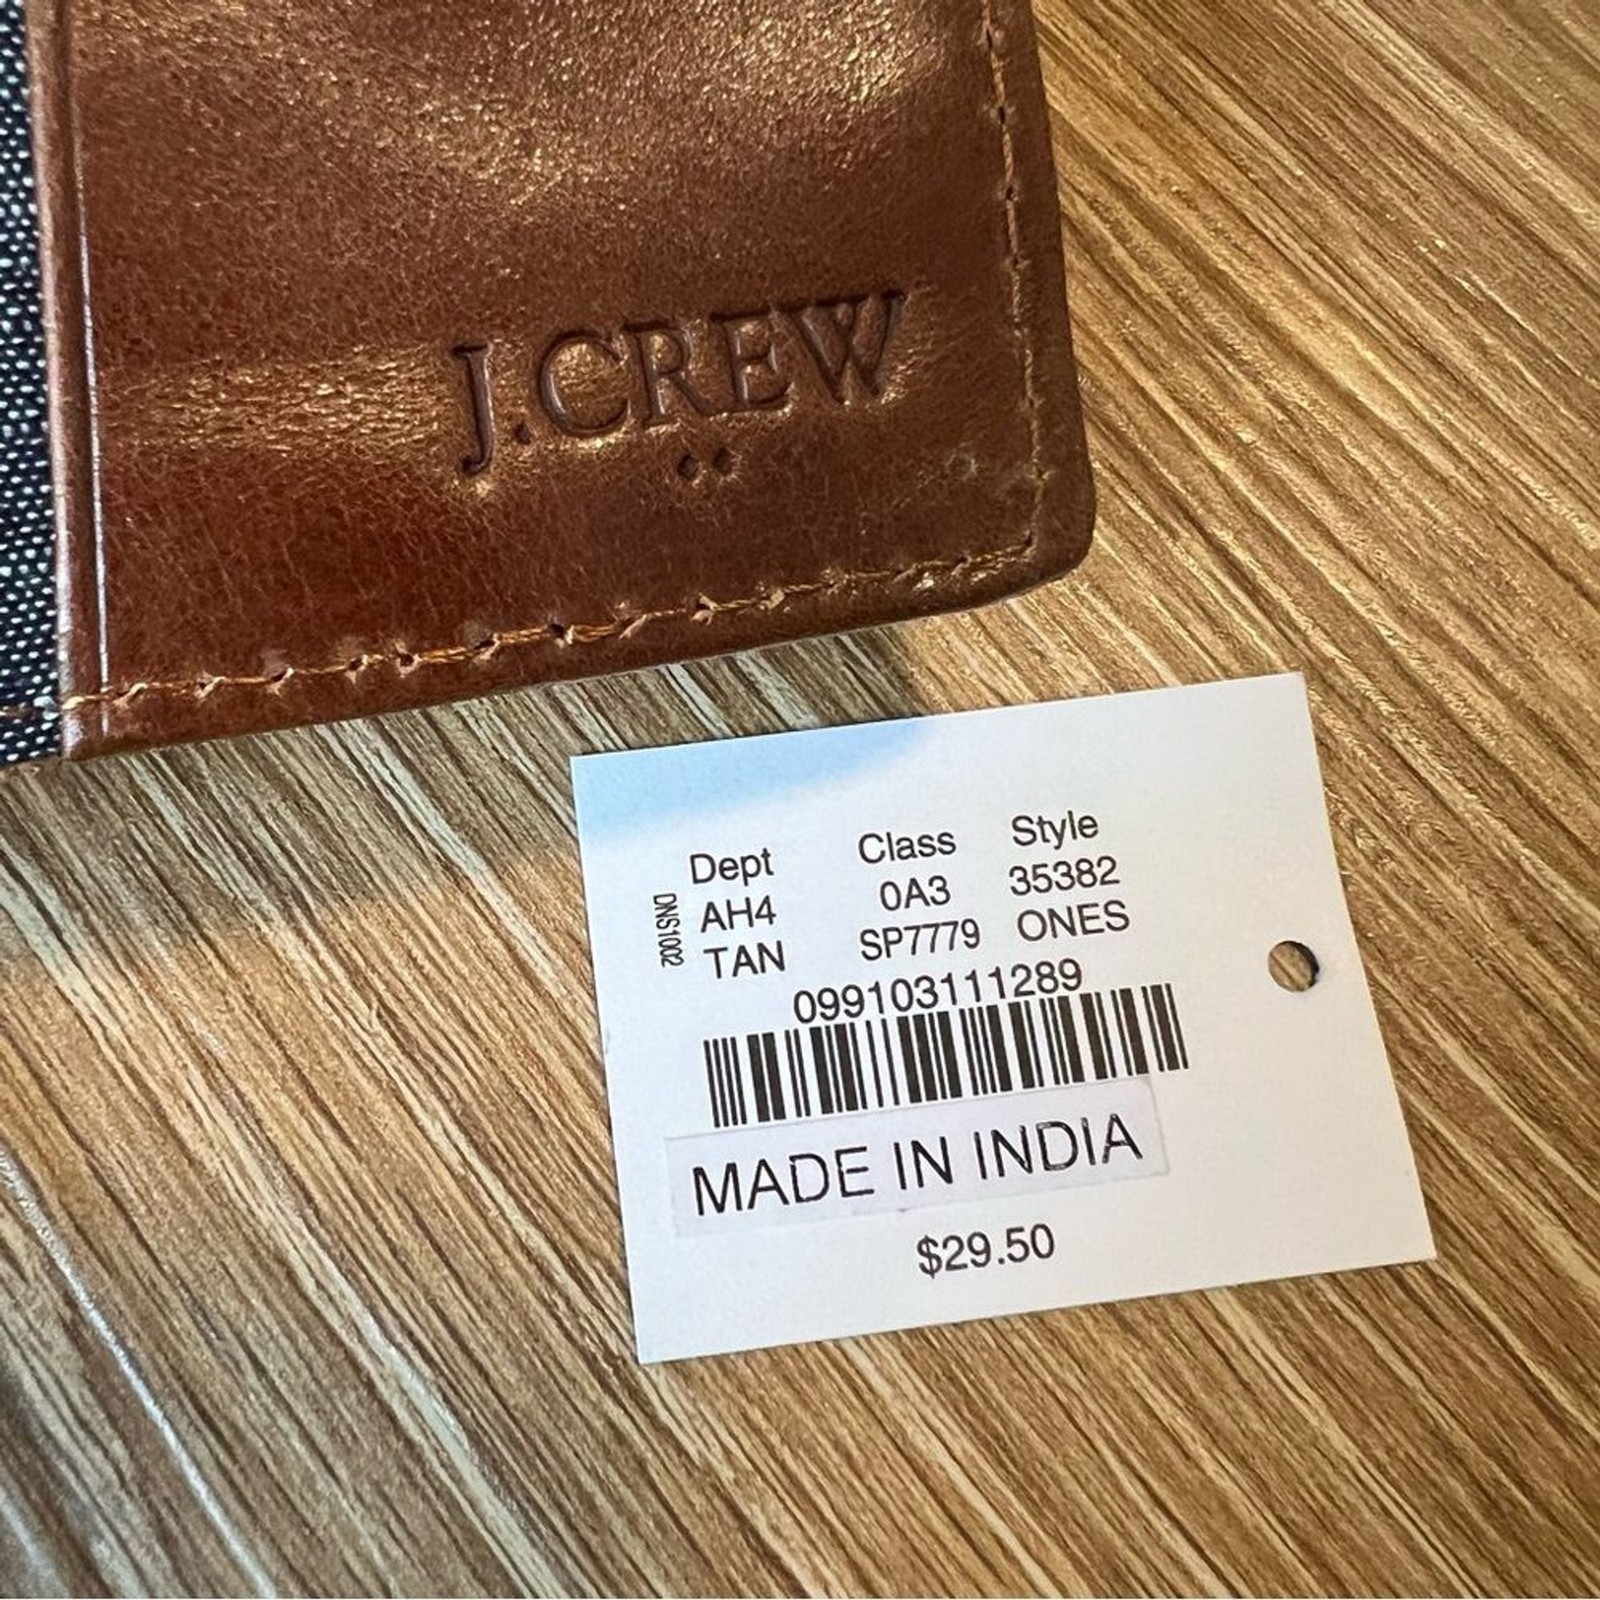 J.CREW
Dept Class Style
AH4 0A3 35382
TAN SP7779 ONES
DNS1002
099103111289
MADE IN INDIA
$29.50